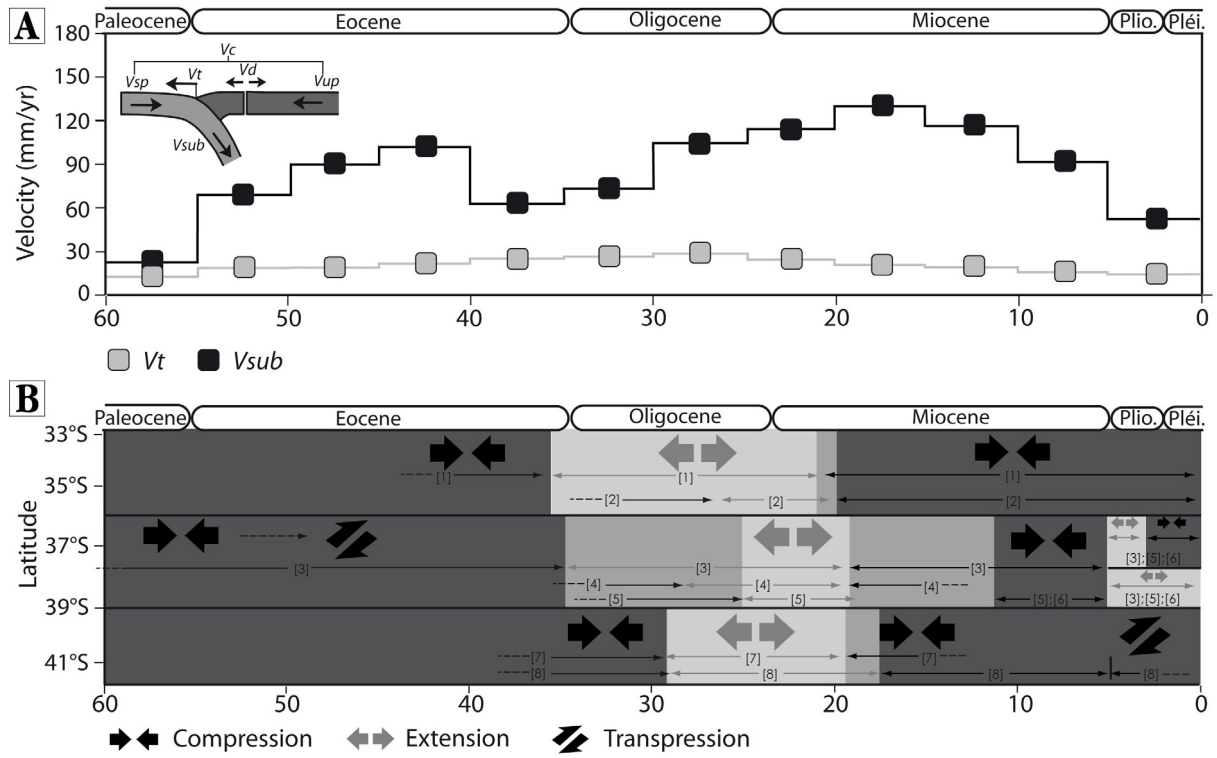 A
Paleocene Eocene Oligocene Miocene Plio. Pléi.
180
150
120
90
60
30
0
Velocity (mm/yr)
Vc
Vsp Vt Vd Vup
Vsub
60 50 40 30 20 10 0
Vt Vsub
B
Paleocene Eocene Oligocene Miocene Plio. Pléi.
33°S
35°S
37°S
39°S
41°S
Latitude
[1] [1] [1]
[2] [2] [2]
[3] [3] [3] [3];[5];[6]
[4] [4] [4]
[5] [5] [5];[6] [3];[5];[6]
[7] [7] [7]
[8] [8] [8] [8]
60 50 40 30 20 10 0
Compression Extension Transpression